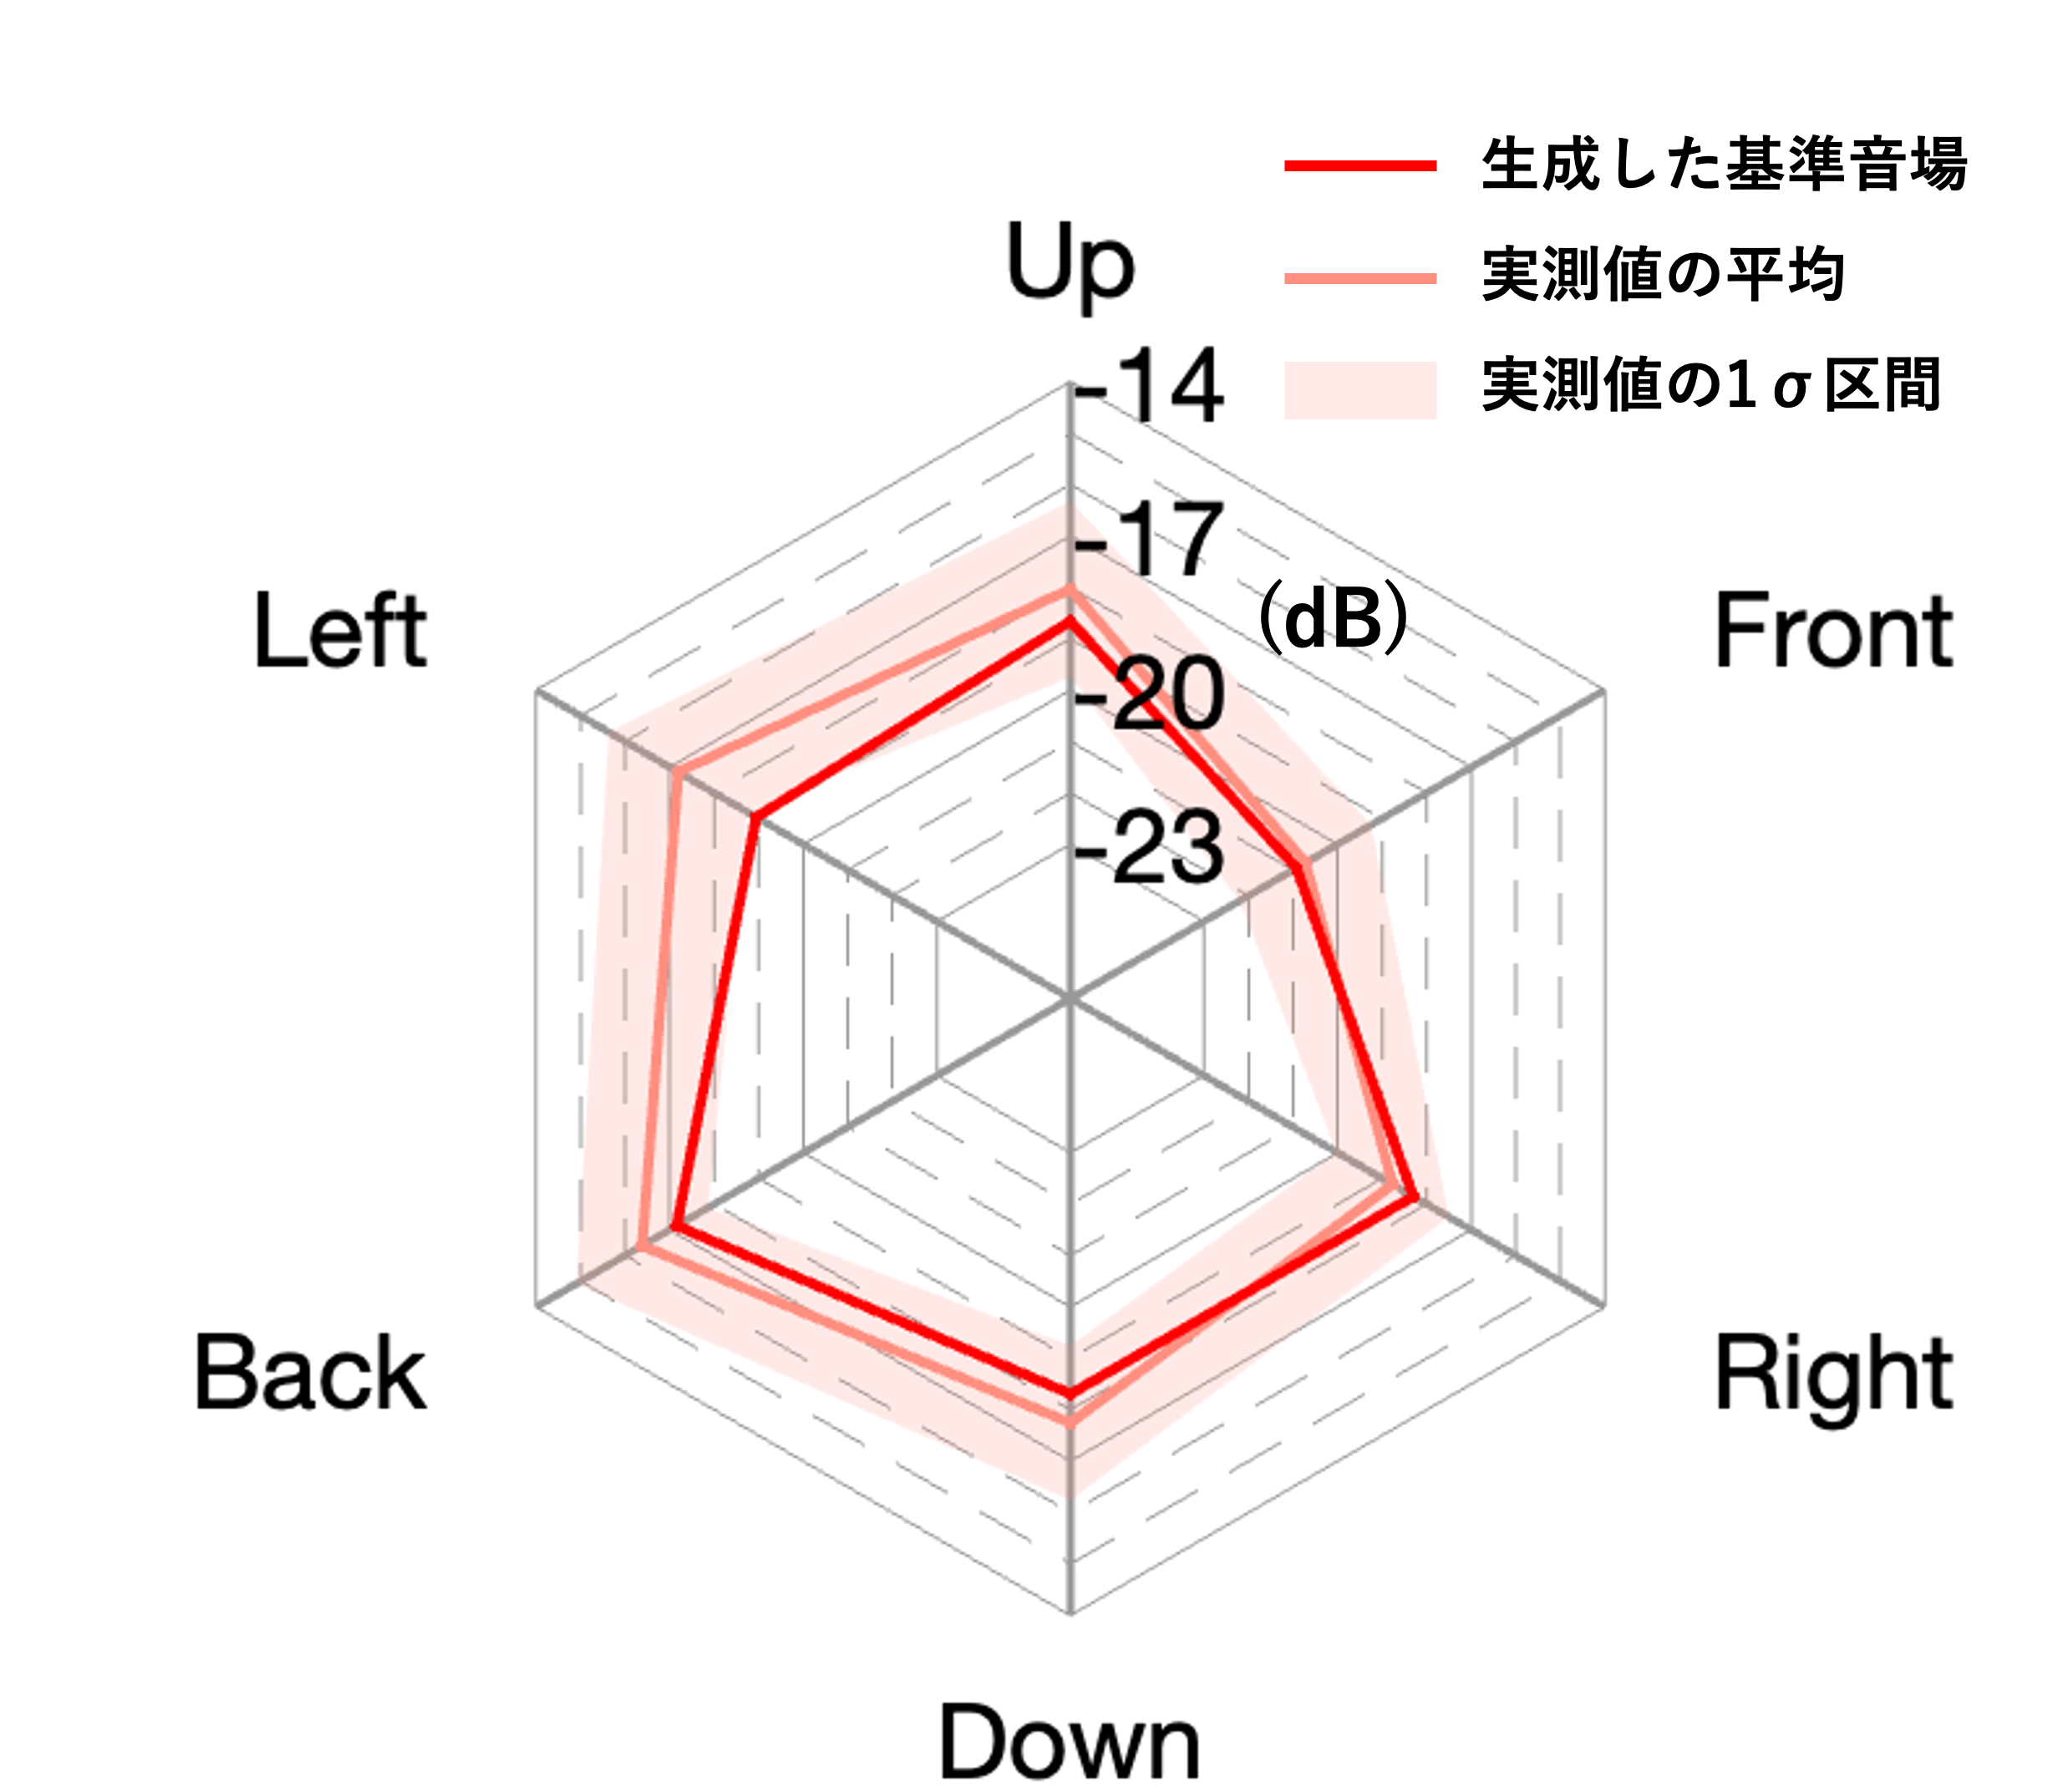 生成した基準音場
実測値の平均
実測値の1σ区間
Up
-14
-17
(dB)
-20
-23
Left
Front
Back
Right
Down